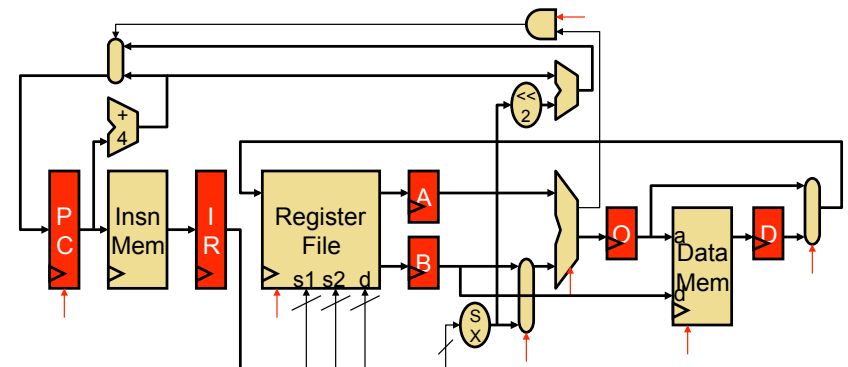 <<
2
+
4
P
C
Insn
Mem
I
R
Register
File
s1 s2 d
A
B
S
X
O
a
Data
Mem
d
D